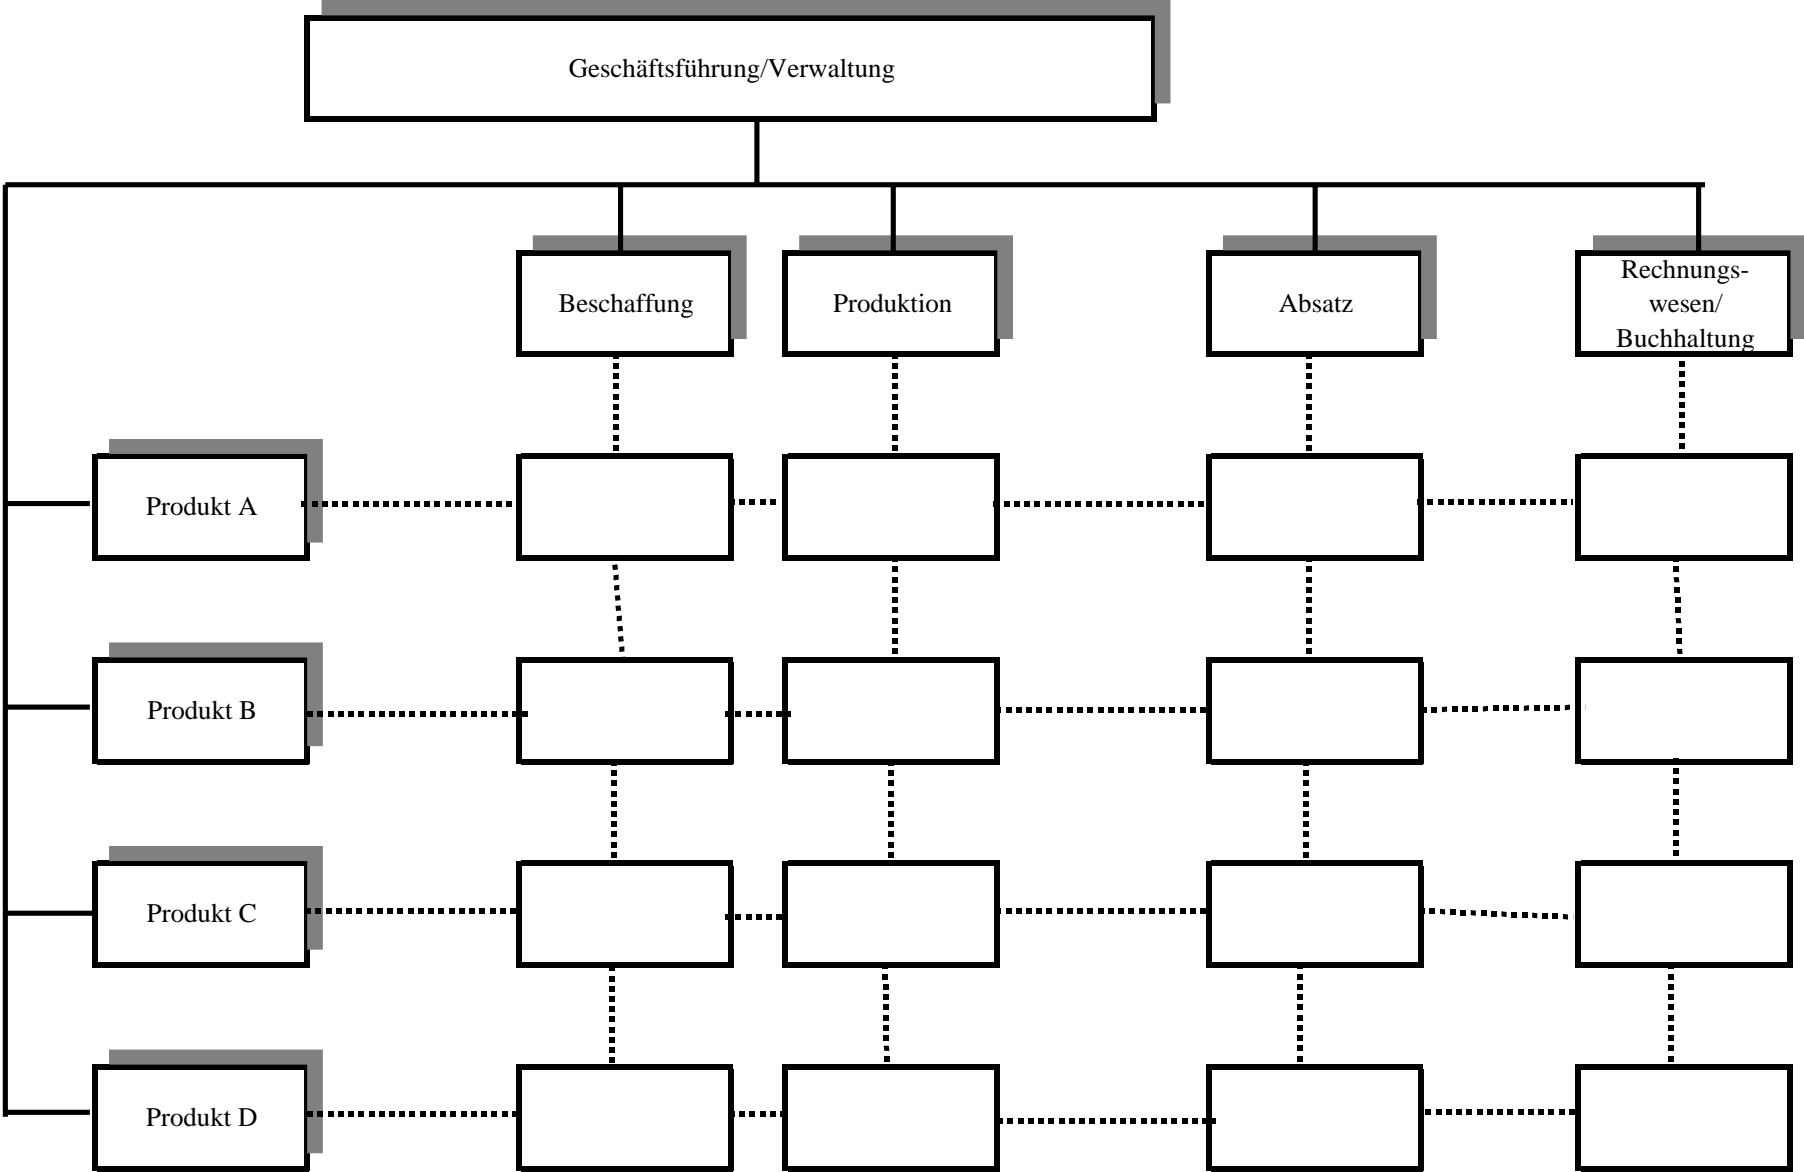 Geschäftsführung/Verwaltung
Beschaffung
Produktion
Absatz
Rechnungs-
wesen/
Buchhaltung
Produkt A
Produkt B
Produkt C
Produkt D